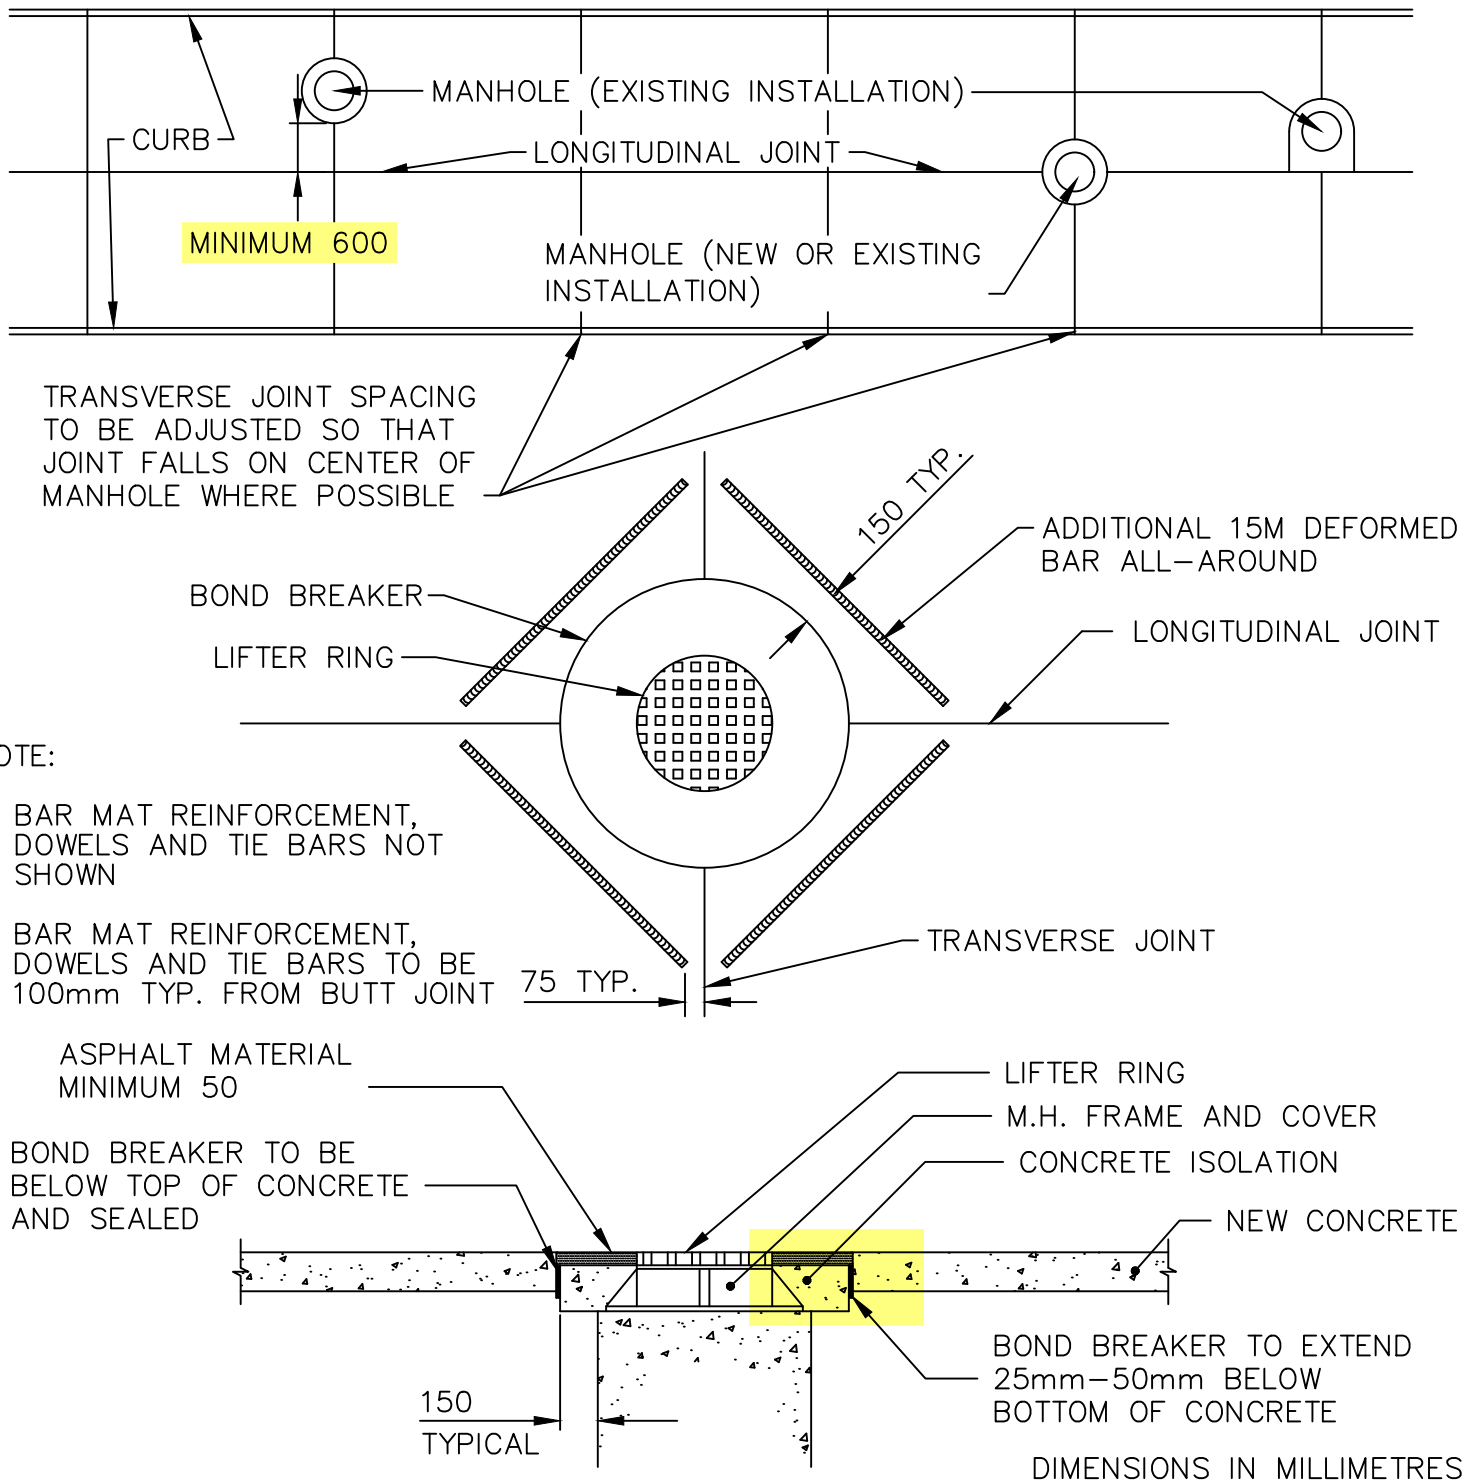 MANHOLE (EXISTING INSTALLATION)
CURB
LONGITUDINAL JOINT
MINIMUM 600
MANHOLE (NEW OR EXISTING
INSTALLATION)
TRANSVERSE JOINT SPACING
TO BE ADJUSTED SO THAT
JOINT FALLS ON CENTER OF
MANHOLE WHERE POSSIBLE
150 TYP.
ADDITIONAL 15M DEFORMED
BAR ALL-AROUND
BOND BREAKER
LIFTER RING
LONGITUDINAL JOINT
OTE:
BAR MAT REINFORCEMENT,
DOWELS AND TIE BARS NOT
SHOWN
BAR MAT REINFORCEMENT,
DOWELS AND TIE BARS TO BE
100mm TYP. FROM BUTT JOINT
75 TYP.
TRANSVERSE JOINT
ASPHALT MATERIAL
MINIMUM 50
LIFTER RING
M.H. FRAME AND COVER
CONCRETE ISOLATION
BOND BREAKER TO BE
BELOW TOP OF CONCRETE
AND SEALED
NEW CONCRETE
BOND BREAKER TO EXTEND
25mm-50mm BELOW
BOTTOM OF CONCRETE
150
TYPICAL
DIMENSIONS IN MILLIMETRES